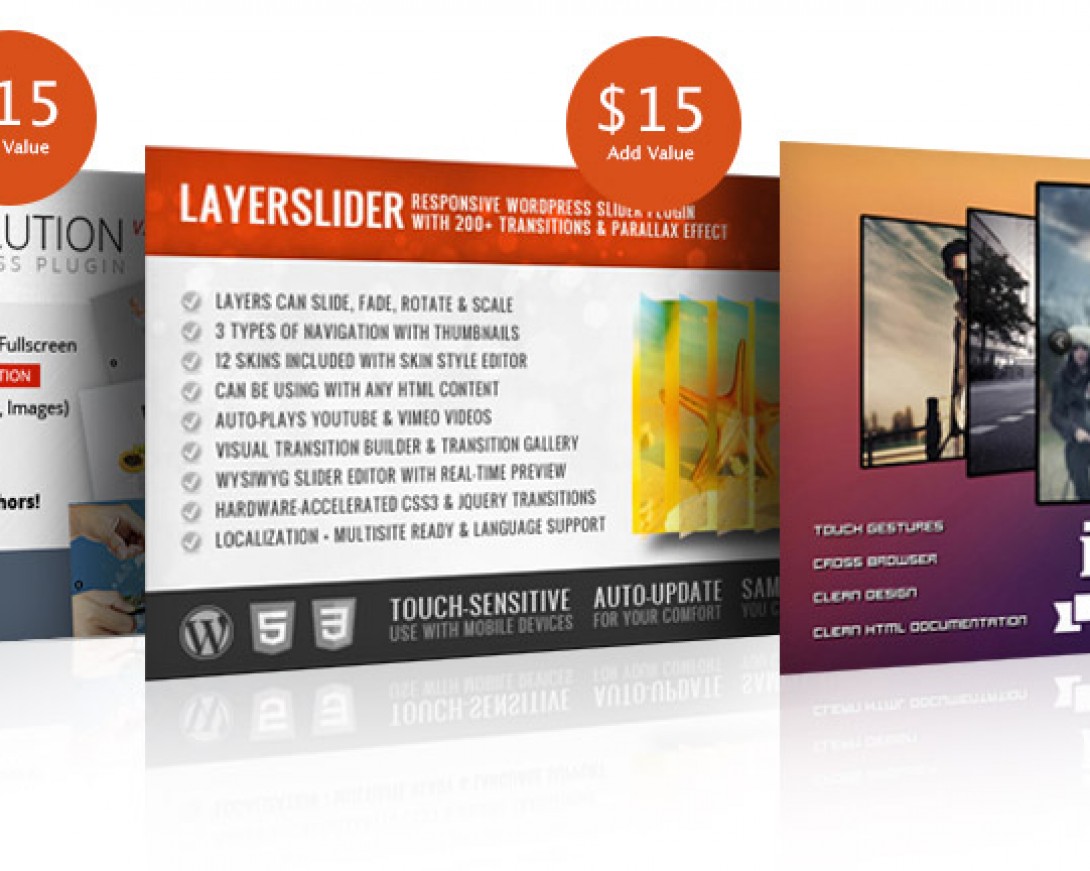 15
Value
LUTION
SS PLUGIN
Fullscreen
TION
, Images)
hors!
$15
Add Value
LAYERSLIDER
RESPONSIVE WORDPRESS SLIDER PLUGIN
WITH 200+ TRANSITIONS & PARALLAX EFFECT
LAYERS CAN SLIDE, FADE, ROTATE & SCALE
3 TYPES OF NAVIGATION WITH THUMBNAILS
12 SKINS INCLUDED WITH SKIN STYLE EDITOR
CAN BE USING WITH ANY HTML CONTENT
AUTO-PLAYS YOUTUBE & VIMEO VIDEOS
VISUAL TRANSITION BUILDER & TRANSITION GALLERY
WYSIWYG SLIDER EDITOR WITH REAL-TIME PREVIEW
HARDWARE-ACCELERATED CSS3 & JQUERY TRANSITIONS
LOCALIZATION - MULTISITE READY & LANGUAGE SUPPORT
W 5 3
TOUCH-SENSITIVE
USE WITH MOBILE DEVICES
AUTO-UPDATE
FOR YOUR COMFORT
SAM
YOU C
TOUCH GESTURES
CROSS BROWSER
CLEAN DESIGN
CLEAN HTML DOCUMENTATION